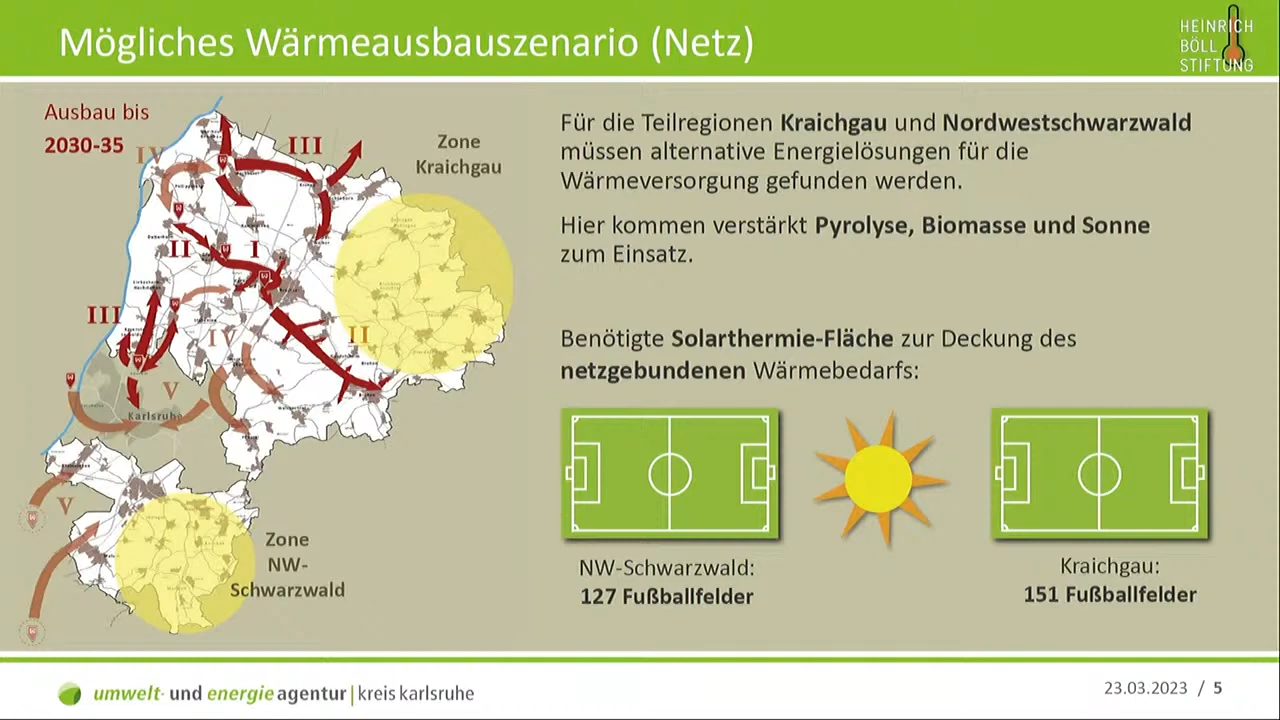 Mögliches Wärmeausbauszenario (Netz)
HEINRICH
BÖLL
STIFTUNG
Ausbau bis
2030-35
IV
III
Zone
Kraichgau
II
I
III
IV
II
V
Karlsruhe
V
Zone
NW-
Schwarzwald
Für die Teilregionen Kraichgau und Nordwestschwarzwald
müssen alternative Energielösungen für die
Wärmeversorgung gefunden werden.
Hier kommen verstärkt Pyrolyse, Biomasse und Sonne
zum Einsatz.
Benötigte Solarthermie-Fläche zur Deckung des
netzgebundenen Wärmebedarfs:
NW-Schwarzwald:
127 Fußballfelder
Kraichgau:
151 Fußballfelder
umwelt- und energieagentur | kreis karlsruhe
23.03.2023 / 5